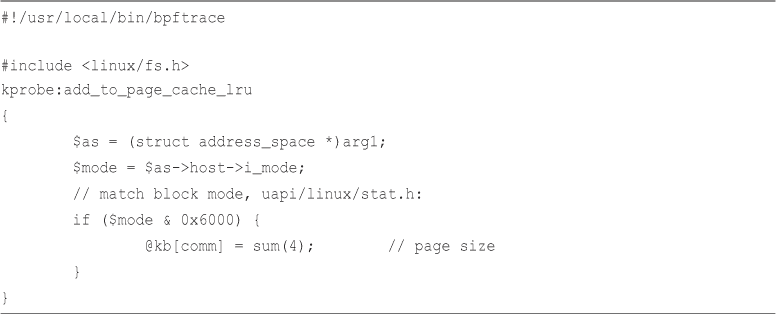 #!/usr/local/bin/bpftrace

#include <linux/fs.h>
kprobe:add_to_page_cache_lru
{
        $as = (struct address_space *)arg1;
        $mode = $as->host->i_mode;
        // match block mode, uapi/linux/stat.h:
        if ($mode & 0x6000) {
                @kb[comm] = sum(4);        // page size
        }
}